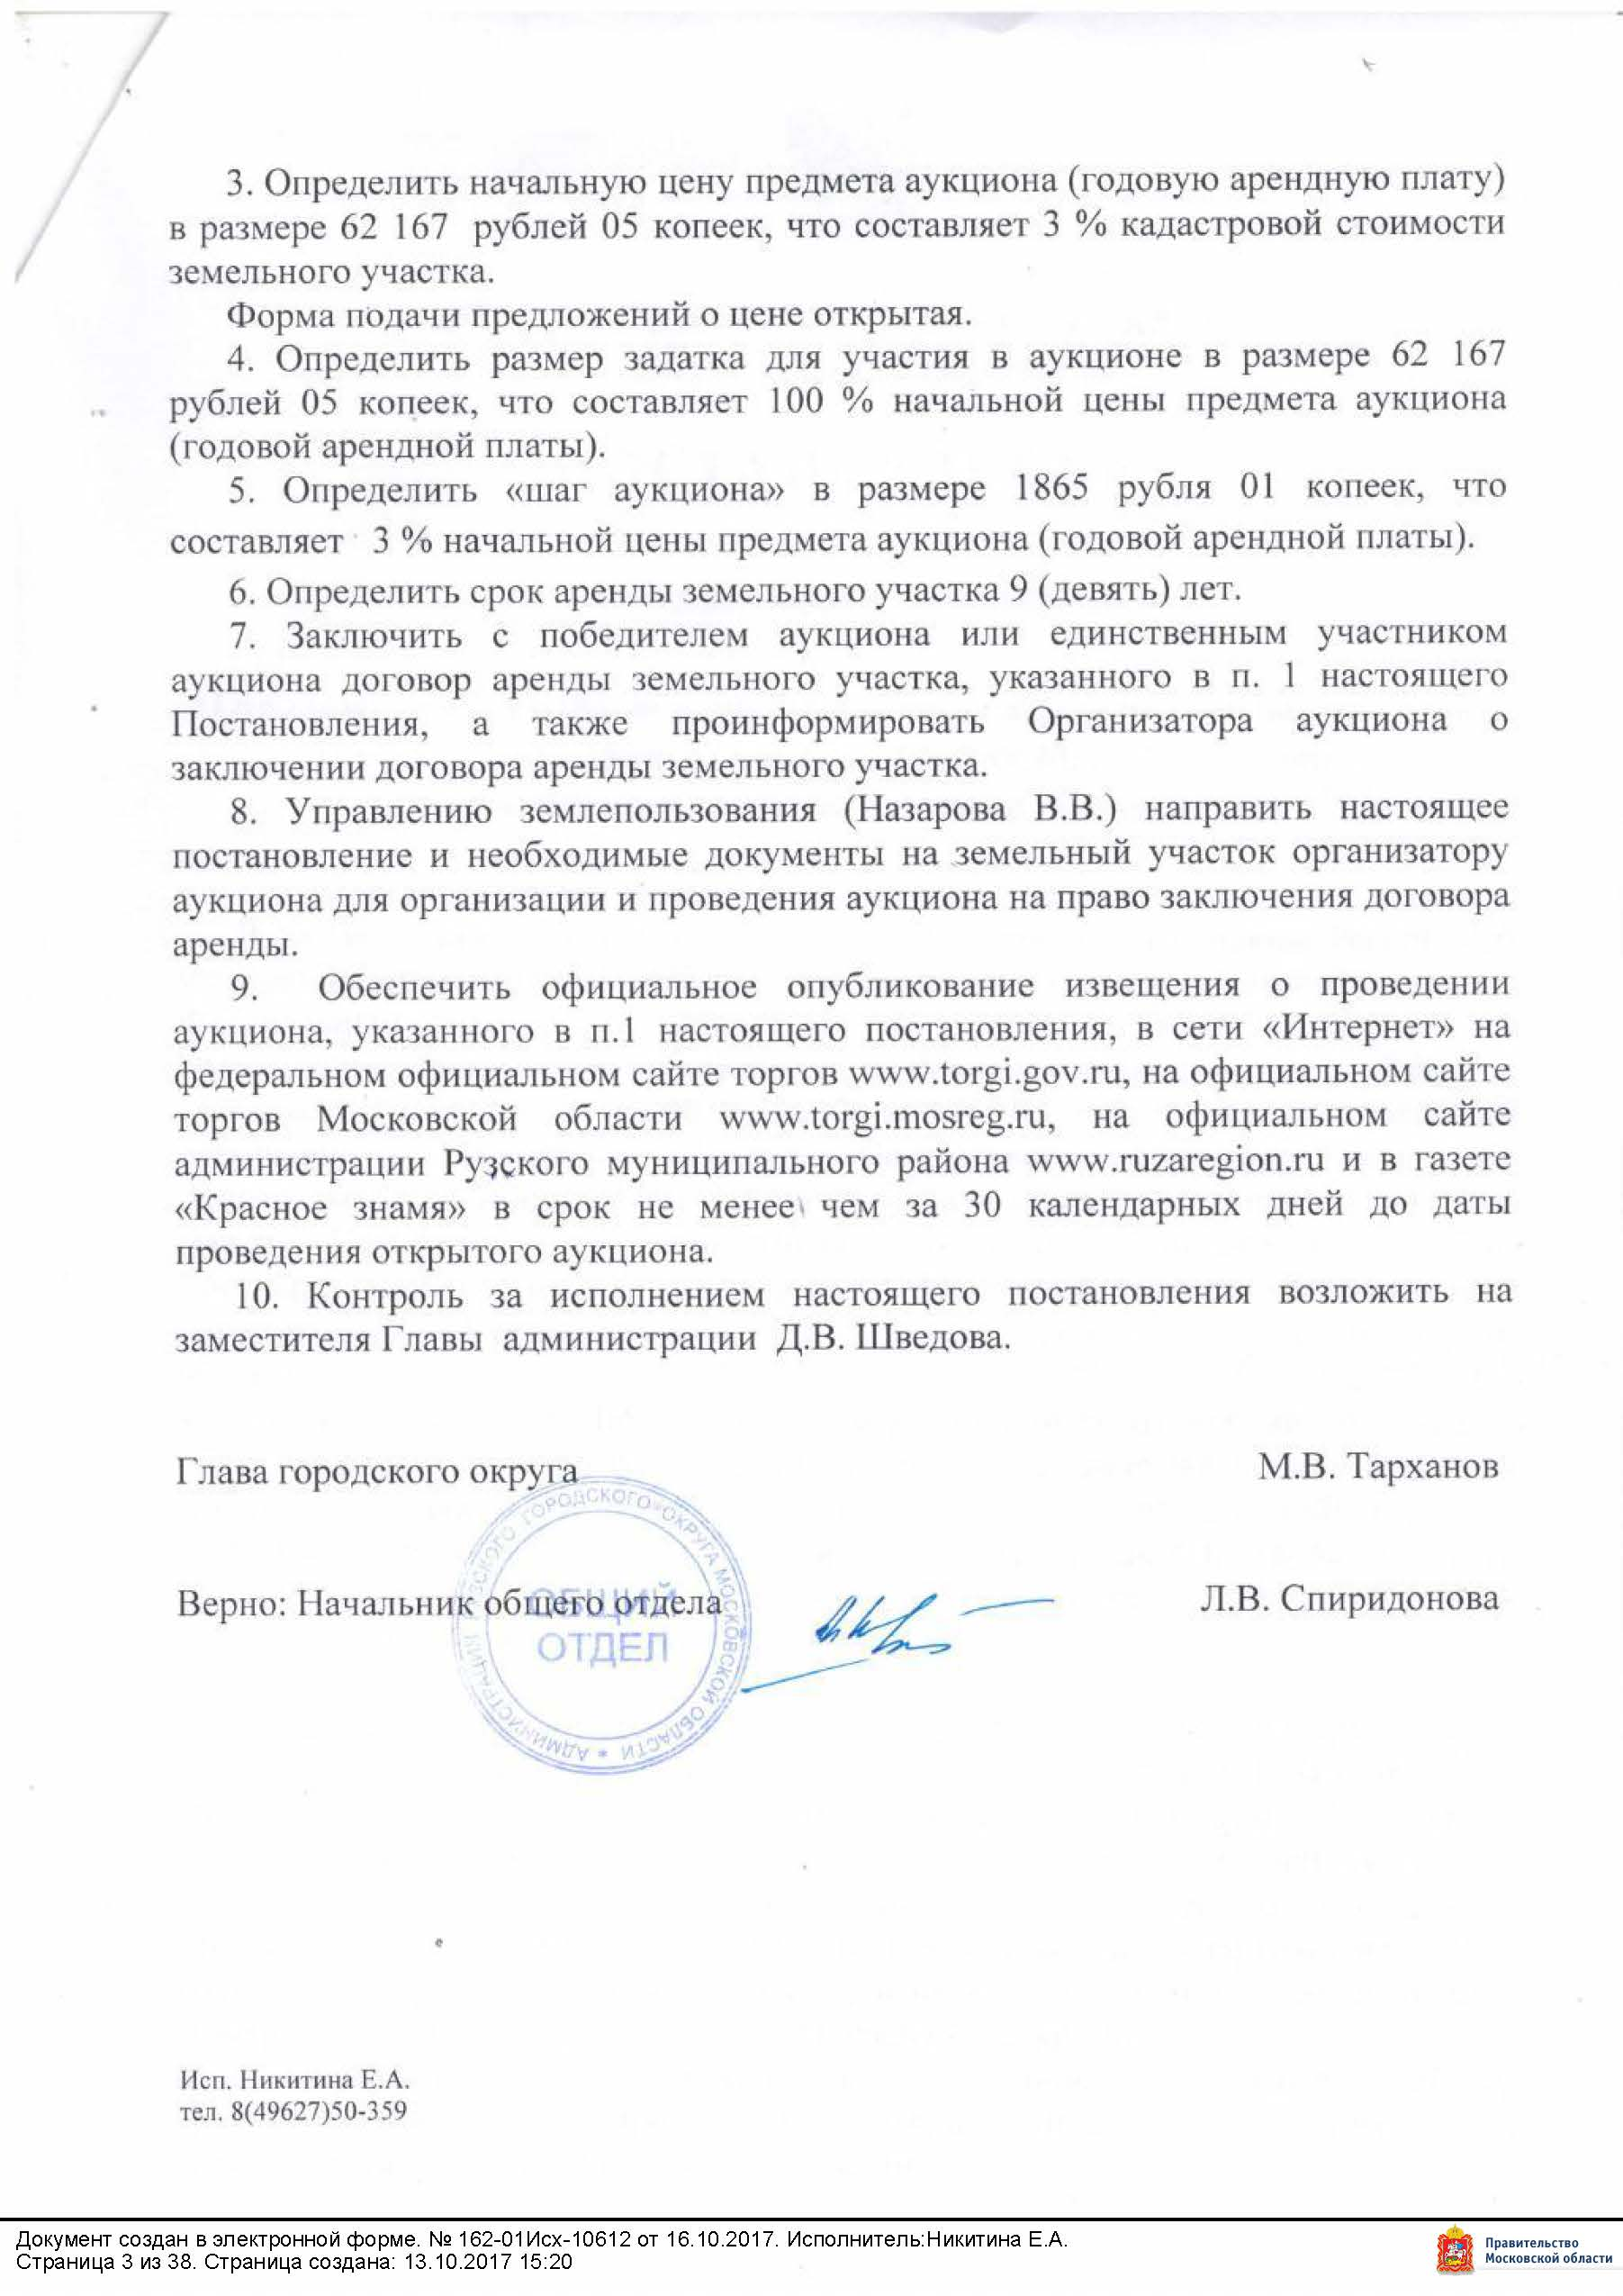 3. Определить начальную цену предмета аукциона (годовую арендную плату)
в размере 62 167 рублей 05 копеек, что составляет 3 % кадастровой стоимости
земельного участка.
Форма подачи предложений о цене открытая.
4. Определить размер задатка для участия в аукционе в размере 62 167
рублей 05 копеек, что составляет 100 % начальной цены предмета аукциона
(годовой арендной платы).
5. Определить «шаг аукциона» в размере 1865 рубля 01 копеек, что
составляет 3 % начальной цены предмета аукциона (годовой арендной платы).
6. Определить срок аренды земельного участка 9 (девять) лет.
7. Заключить с победителем аукциона или единственным участником
аукциона договор аренды земельного участка, указанного в п. 1 настоящего
Постановления, а также проинформировать Организатора аукциона о
заключении договора аренды земельного участка.
8. Управлению землепользования (Назарова В.В.) направить настоящее
постановление и необходимые документы на земельный участок организатору
аукциона для организации и проведения аукциона на право заключения договора
аренды.
9. Обеспечить официальное опубликование извещения о проведении
аукциона, указанного в п.1 настоящего постановления, в сети «Интернет» на
федеральном официальном сайте торгов www.torgi.gov.ru, на официальном сайте
торгов Московской области www.torgi.mosreg.ru, на официальном сайте
администрации Рузского муниципального района www.ruzaregion.ru и в газете
«Красное знамя» в срок не менее чем за 30 календарных дней до даты
проведения открытого аукциона.
10. Контроль за исполнением настоящего постановления возложить на
заместителя Главы администрации Д.В. Шведова.
Глава городского округа М.В. Тарханов
Верно: Начальник общего отдела Л.В. Спиридонова
АДМИНИСТРАЦИЯ РУЗСКОГО ГОРОДСКОГО ОКРУГА МОСКОВСКОЙ ОБЛАСТИ *
ОБЩИЙ
ОТДЕЛ
Исп. Никитина Е.А.
тел. 8(49627)50-359
Документ создан в электронной форме. № 162-01Исх-10612 от 16.10.2017. Исполнитель:Никитина Е.А.
Страница 3 из 38. Страница создана: 13.10.2017 15:20
Правительство
Московской области